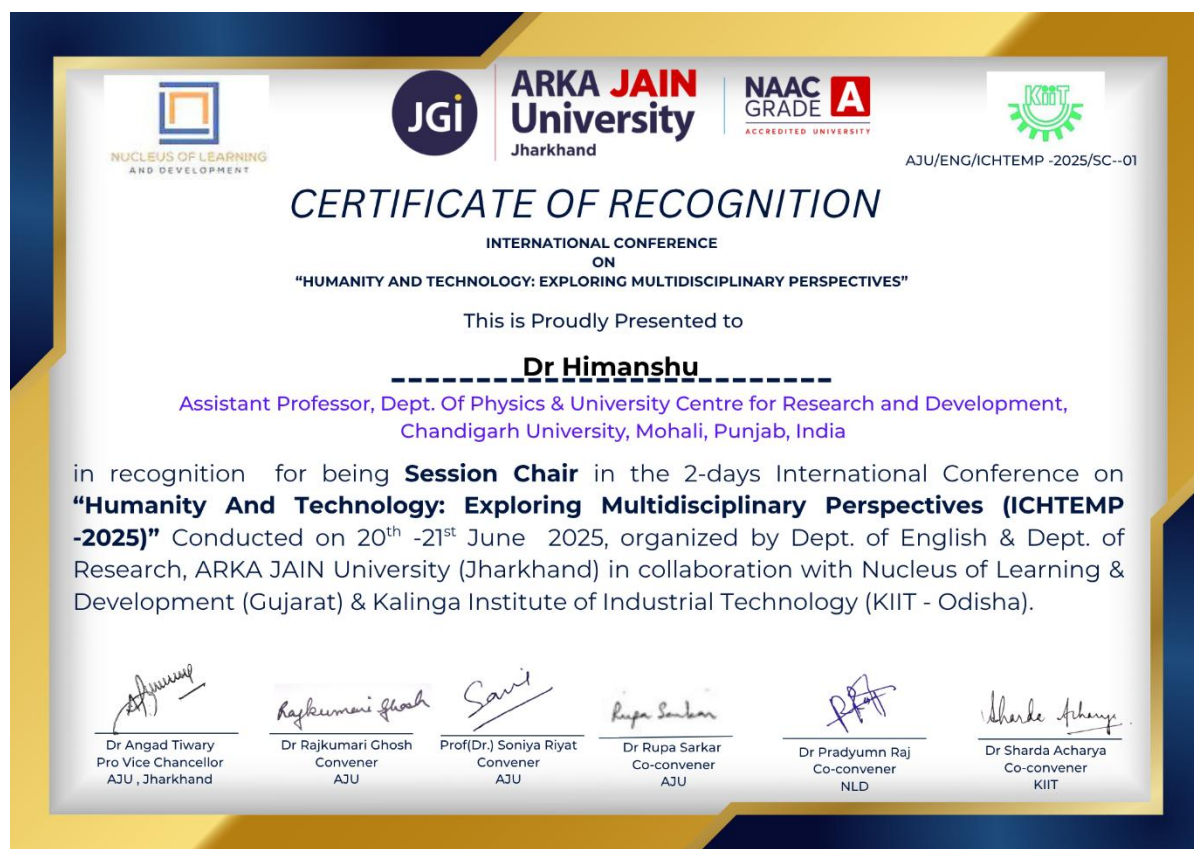 NUCLEUS OF LEARNING
AND DEVELOPMENT
JGi
ARKA JAIN
University
Jharkhand
NAAC
GRADE A
ACCREDITED UNIVERSITY
KiiT
AJU/ENG/ICHTEMP -2025/SC--01
CERTIFICATE OF RECOGNITION
INTERNATIONAL CONFERENCE
ON
“HUMANITY AND TECHNOLOGY: EXPLORING MULTIDISCIPLINARY PERSPECTIVES”
This is Proudly Presented to
Dr Himanshu
Assistant Professor, Dept. Of Physics & University Centre for Research and Development,
Chandigarh University, Mohali, Punjab, India
in recognition for being Session Chair in the 2-days International Conference on
“Humanity And Technology: Exploring Multidisciplinary Perspectives (ICHTEMP
-2025)” Conducted on 20th -21st June 2025, organized by Dept. of English & Dept. of
Research, ARKA JAIN University (Jharkhand) in collaboration with Nucleus of Learning &
Development (Gujarat) & Kalinga Institute of Industrial Technology (KIIT - Odisha).
Rajkumari Ghosh
Rupa Sarkar
Sharda Acharya
Dr Angad Tiwary
Pro Vice Chancellor
AJU , Jharkhand
Dr Rajkumari Ghosh
Convener
AJU
Prof(Dr.) Soniya Riyat
Convener
AJU
Dr Rupa Sarkar
Co-convener
AJU
Dr Pradyumn Raj
Co-convener
NLD
Dr Sharda Acharya
Co-convener
KIIT